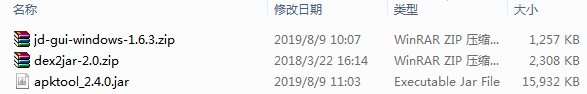 名称 修改日期 类型 大小
jd-gui-windows-1.6.3.zip 2019/8/9 10:07 WinRAR ZIP 压缩... 1,257 KB
dex2jar-2.0.zip 2018/3/22 16:14 WinRAR ZIP 压缩... 2,308 KB
apktool_2.4.0.jar 2019/8/9 11:03 Executable Jar File 15,932 KB